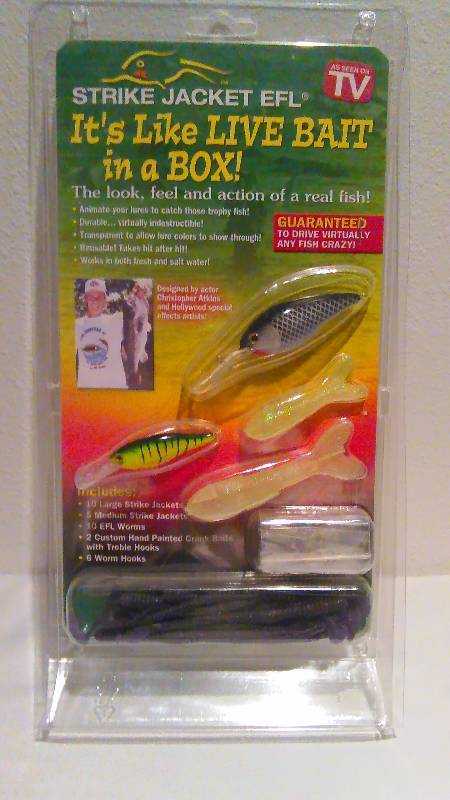 AS SEEN ON
TV
STRIKE JACKET EFL®
It's Like LIVE BAIT
in a BOX!
The look, feel and action of a real fish!
• Animate your lures to catch those trophy fish!
• Durable... virtually indestructible!
• Transparent to allow lure colors to show through!
• Reusable! Takes hit after hit!
• Works in both fresh and salt water!
GUARANTEED
TO DRIVE VIRTUALLY
ANY FISH CRAZY!
Designed by actor
Christopher Atkins
and Hollywood special
effects artists!
Includes:
• 10 Large Strike Jackets
• 5 Medium Strike Jackets
• 10 EFL Worms
• 2 Custom Hand Painted Crank Baits
with Treble Hooks
• 6 Worm Hooks